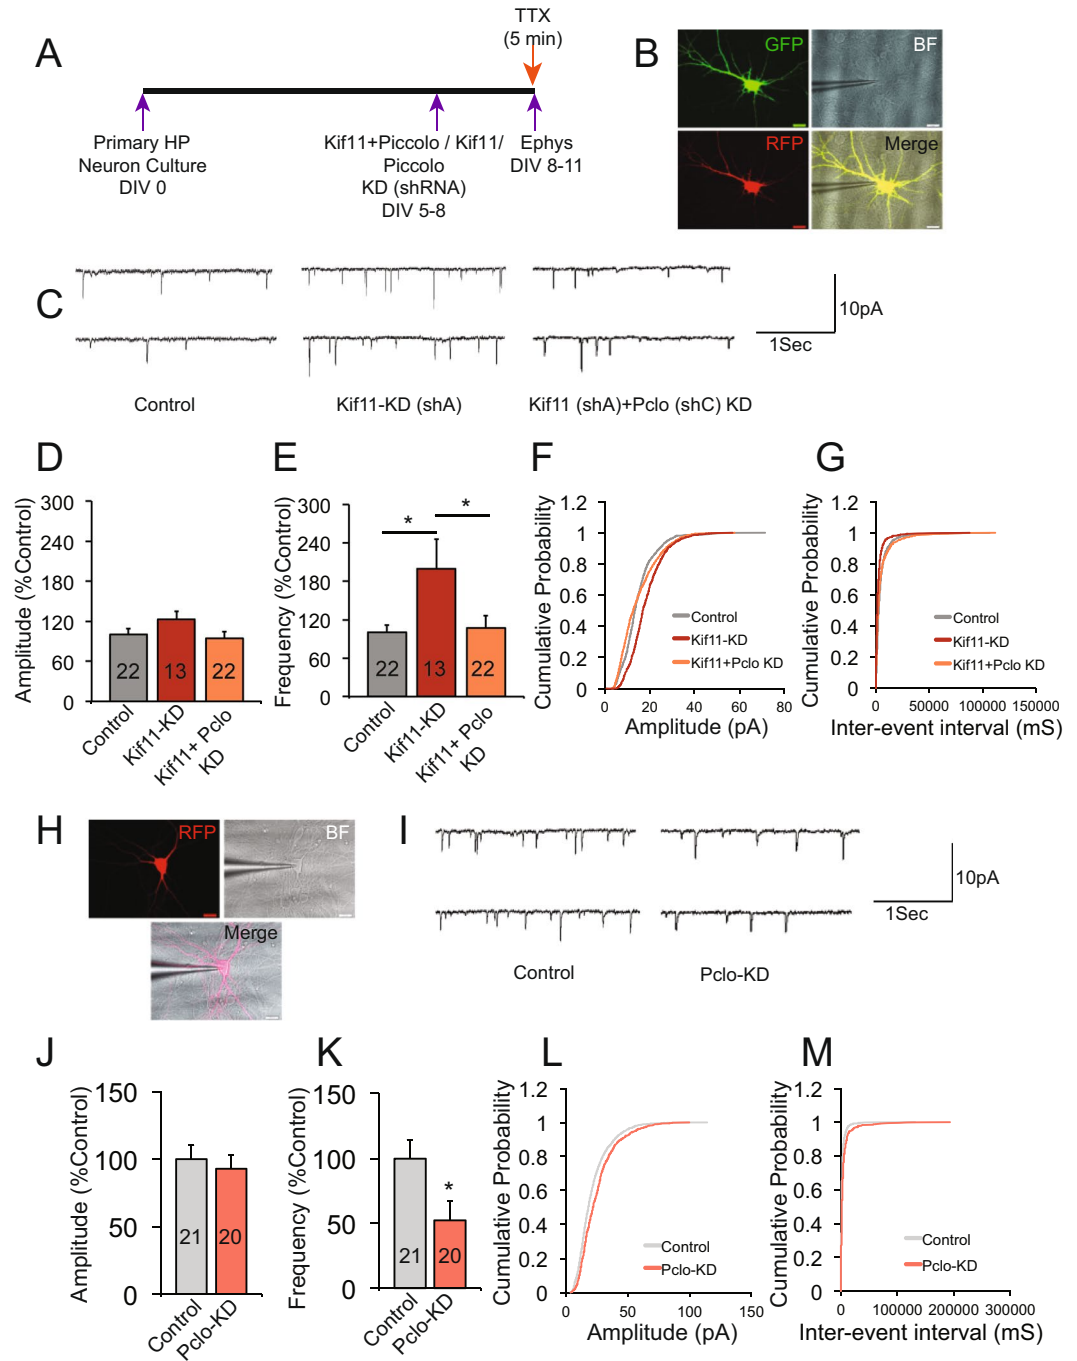 A
TTX
(5 min)
Primary HP
Neuron Culture
DIV 0
Kif11+Piccolo / Kif11/
Piccolo
KD (shRNA)
DIV 5-8
Ephys
DIV 8-11
B
GFP
BF
RFP
Merge
C
10pA
1Sec
Control
Kif11-KD (shA)
Kif11 (shA)+Pclo (shC) KD
D
Amplitude (%Control)
300
240
180
120
60
0
22
13
22
Control
Kif11-KD
Kif11+ Pclo
KD
E
Frequency (%Control)
300
240
180
120
60
0
*
*
22
13
22
Control
Kif11-KD
Kif11+ Pclo
KD
F
Cumulative Probability
1.2
1
0.8
0.6
0.4
0.2
0
Control
Kif11-KD
Kif11+Pclo KD
0 20 40 60 80
Amplitude (pA)
G
Cumulative Probability
1.2
1
0.8
0.6
0.4
0.2
0
Control
Kif11-KD
Kif11+Pclo KD
0 50000 100000 150000
Inter-event interval (mS)
H
RFP
BF
Merge
I
10pA
1Sec
Control
Pclo-KD
J
Amplitude (%Control)
150
100
50
0
21
20
Control
Pclo-KD
K
Frequency (%Control)
150
100
50
0
*
21
20
Control
Pclo-KD
L
Cumulative Probability
1.2
1
0.8
0.6
0.4
0.2
0
Control
Pclo-KD
0 50 100 150
Amplitude (pA)
M
Cumulative Probability
1.2
1
0.8
0.6
0.4
0.2
0
Control
Pclo-KD
0 100000 200000 300000
Inter-event interval (mS)